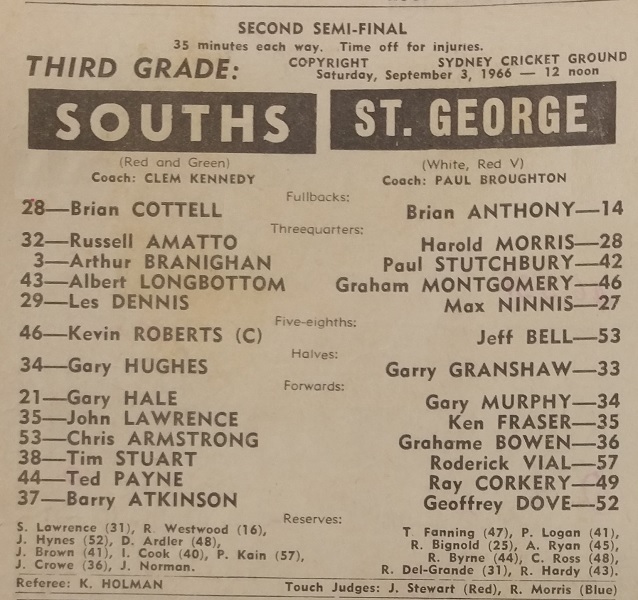 SECOND SEMI-FINAL
35 minutes each way. Time off for injuries.
THIRD GRADE:
COPYRIGHT SYDNEY CRICKET GROUND
Saturday, September 3, 1966 — 12 noon
SOUTHS ST. GEORGE
(Red and Green) (White, Red V)
Coach: CLEM KENNEDY Coach: PAUL BROUGHTON
Fullbacks:
28—Brian COTTELL Brian ANTHONY—14
Threequarters:
32—Russell AMATTO Harold MORRIS—28
3—Arthur BRANIGHAN Paul STUTCHBURY—42
43—Albert LONGBOTTOM Graham MONTGOMERY—46
29—Les DENNIS Max NINNIS—27
Five-eighths:
46—Kevin ROBERTS (C) Jeff BELL—53
Halves:
34—Gary HUGHES Garry GRANSHAW—33
Forwards:
21—Gary HALE Gary MURPHY—34
35—John LAWRENCE Ken FRASER—35
53—Chris ARMSTRONG Grahame BOWEN—36
38—Tim STUART Roderick VIAL—57
44—Ted PAYNE Ray CORKERY—49
37—Barry ATKINSON Geoffrey DOVE—52
Reserves:
S. Lawrence (31), R. Westwood (16), T. Fanning (47), P. Logan (41),
J. Hynes (52), D. Ardler (48), R. Bignold (25), A. Ryan (45),
J. Brown (41), I. Cook (40), P. Kain (57), R. Byrne (44), C. Ross (48),
J. Crowe (36), J. Norman. R. Del-Grande (31), R. Hardy (43).
Referee: K. HOLMAN Touch Judges: J. Stewart (Red), R. Morris (Blue)